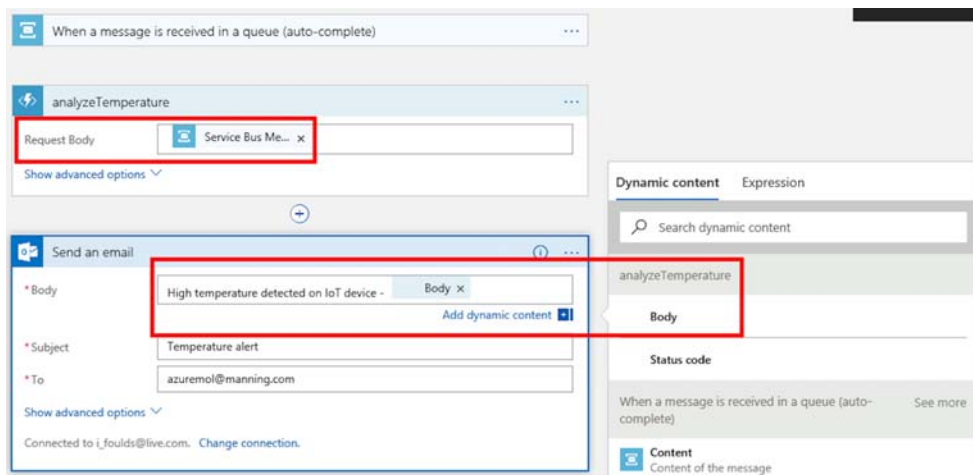 When a message is received in a queue (auto-complete)
...
analyzeTemperature
...
Request Body
Service Bus Me... x
Show advanced options
Send an email
...
*Body
High temperature detected on IoT device - Body x
Add dynamic content
*Subject
Temperature alert
*To
azuremol@manning.com
Show advanced options
Connected to i_foulds@live.com. Change connection.
Dynamic content Expression
Search dynamic content
analyzeTemperature
Body
Status code
When a message is received in a queue (auto-
complete)
See more
Content
Content of the message